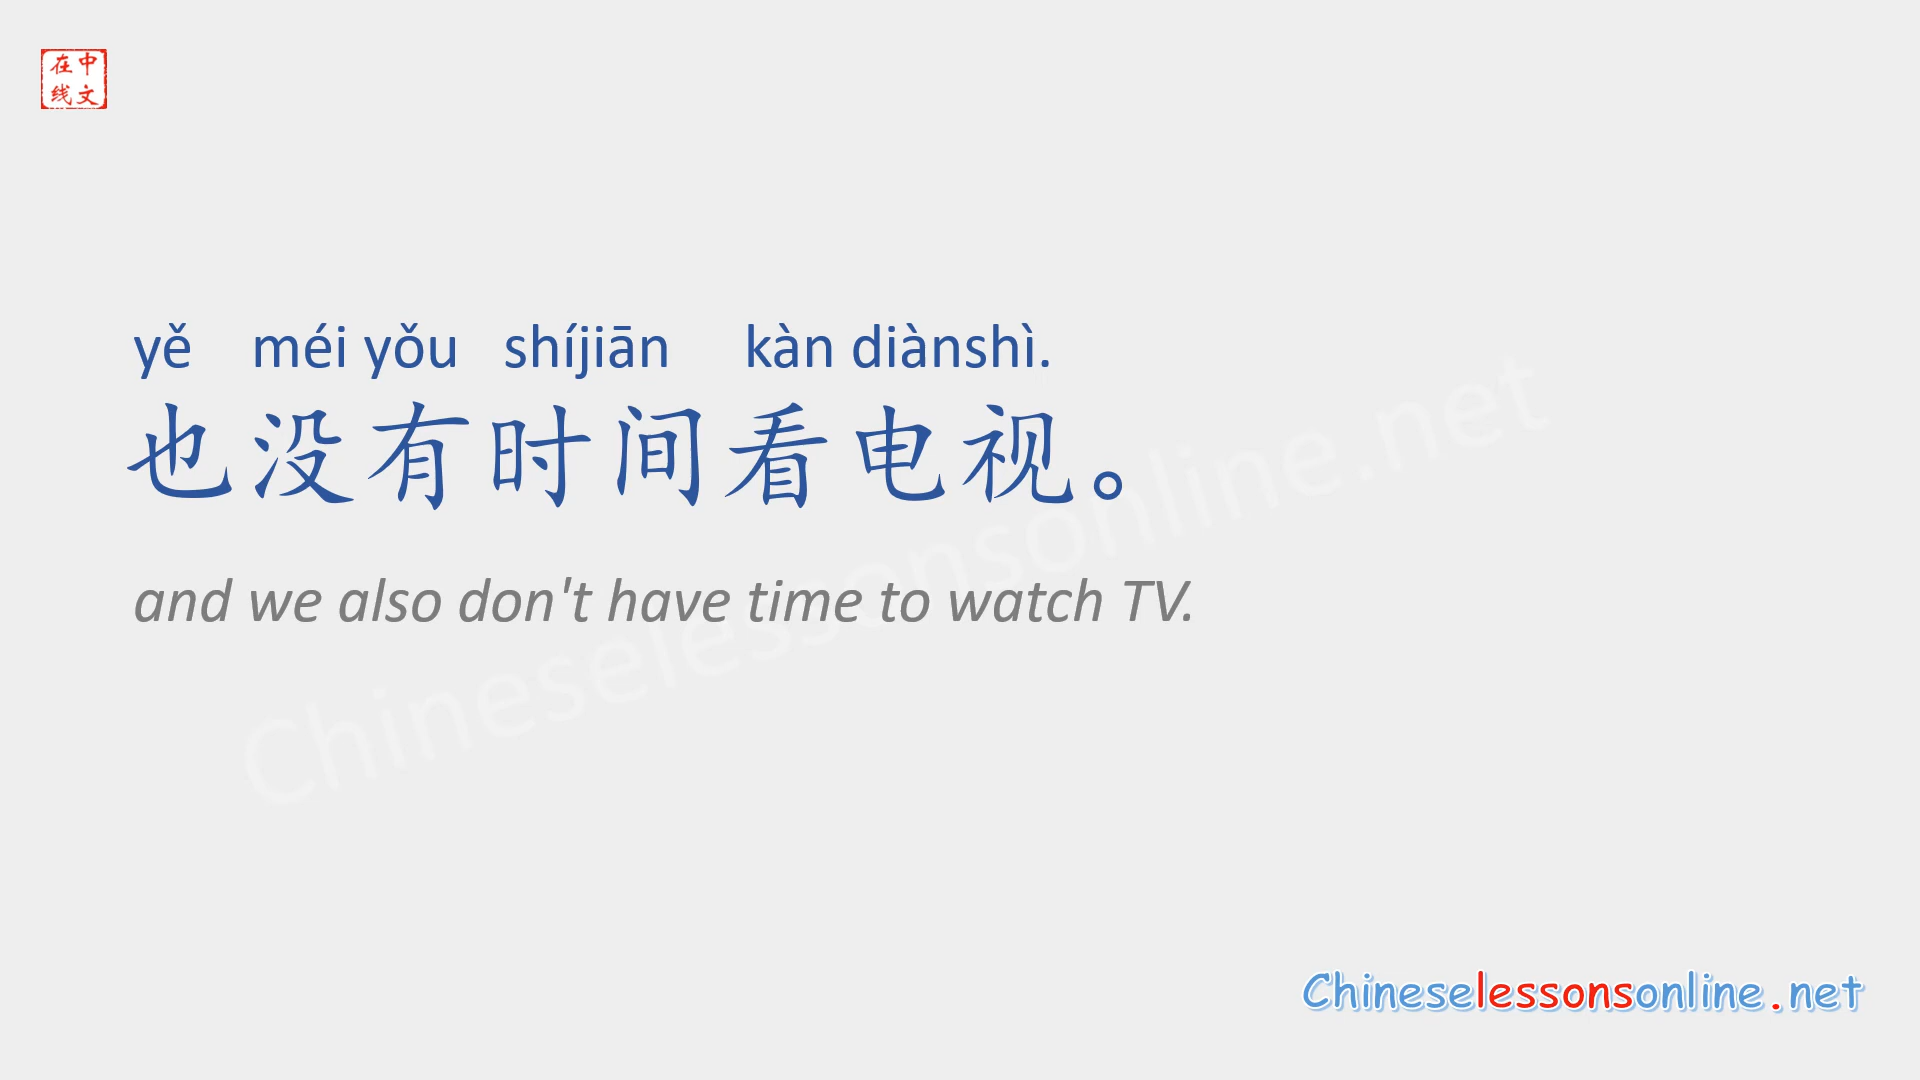 中文
在线
yě méi yǒu shíjiān kàn diànshì.
也没有时间看电视。
and we also don't have time to watch TV.
Chineselessonsonline.net
Chineselessonsonline.net